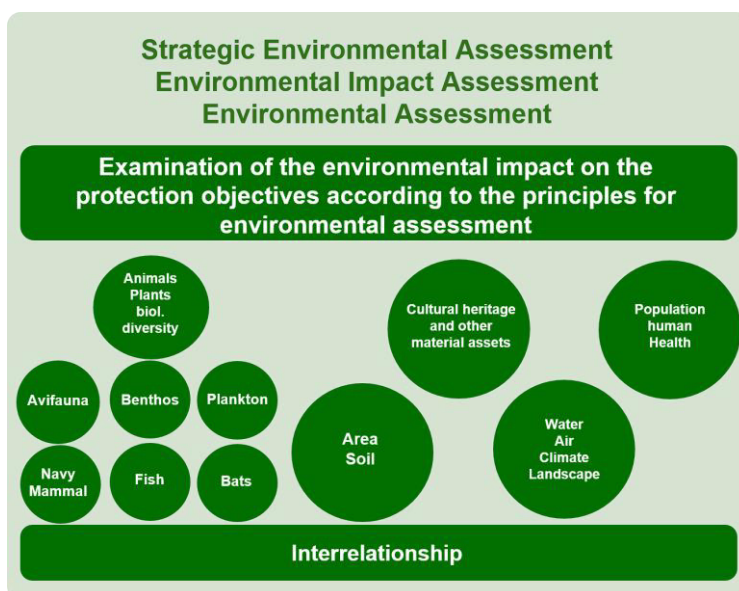 Strategic Environmental Assessment
Environmental Impact Assessment
Environmental Assessment
Examination of the environmental impact on the
protection objectives according to the principles for
environmental assessment
Animals
Plants
biol.
diversity
Cultural heritage
and other
material assets
Population
human
Health
Avifauna
Benthos
Plankton
Area
Soil
Water
Air
Climate
Landscape
Navy
Mammal
Fish
Bats
Interrelationship